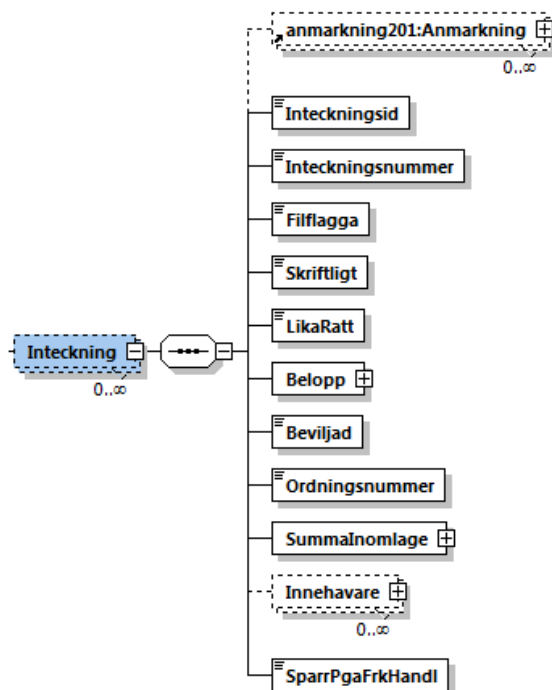 anmarkning201:Anmarkning
0..∞
Inteckningsid
Inteckningsnummer
Filflagga
Skriftligt
LikaRatt
Inteckning
0..∞
Belopp
Beviljad
Ordningsnummer
SummaInomlage
Innehavare
0..∞
SparrPgaFrkHandl